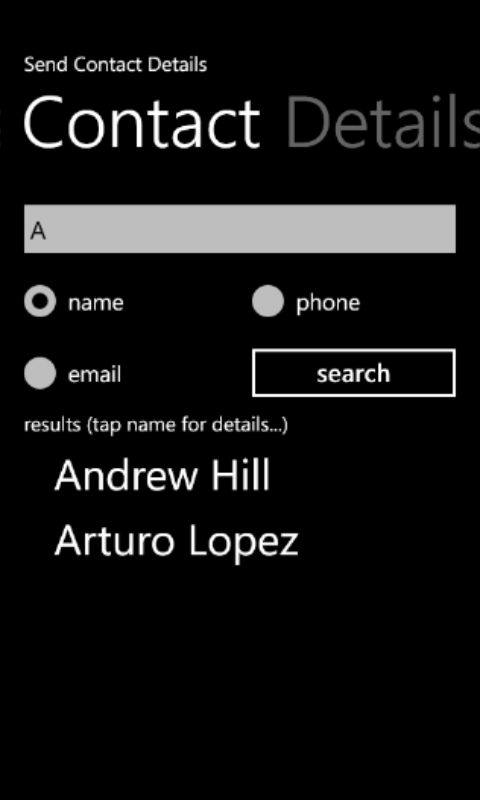 Send Contact Details
Contact Details
A
name phone
email search
results (tap name for details...)
Andrew Hill
Arturo Lopez